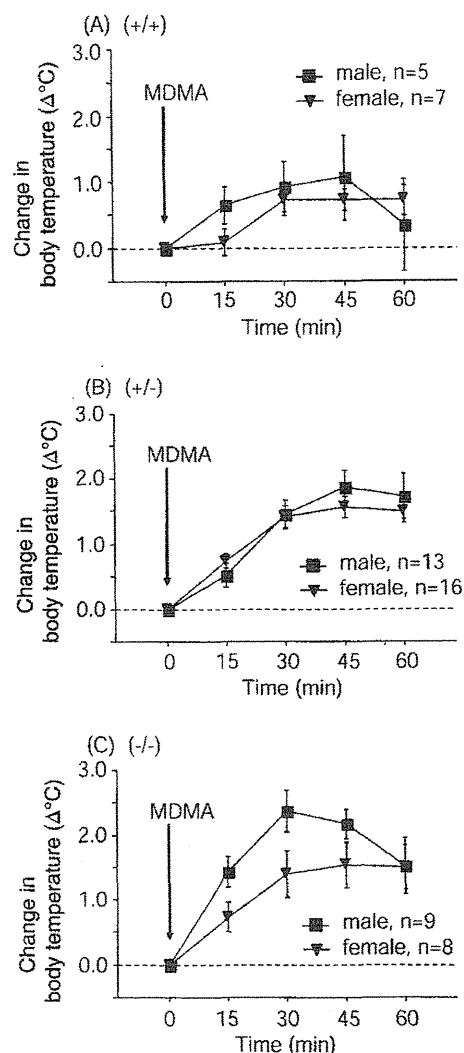 (A) (+/+)
3.0
2.0
1.0
0.0
Change in
body temperature (Δ°C)
MDMA
male, n=5
female, n=7
0 15 30 45 60
Time (min)
(B) (+/-)
3.0
2.0
1.0
0.0
Change in
body temperature (Δ°C)
MDMA
male, n=13
female, n=16
0 15 30 45 60
Time (min)
(C) (-/-)
3.0
2.0
1.0
0.0
Change in
body temperature (Δ°C)
MDMA
male, n=9
female, n=8
0 15 30 45 60
Time (min)